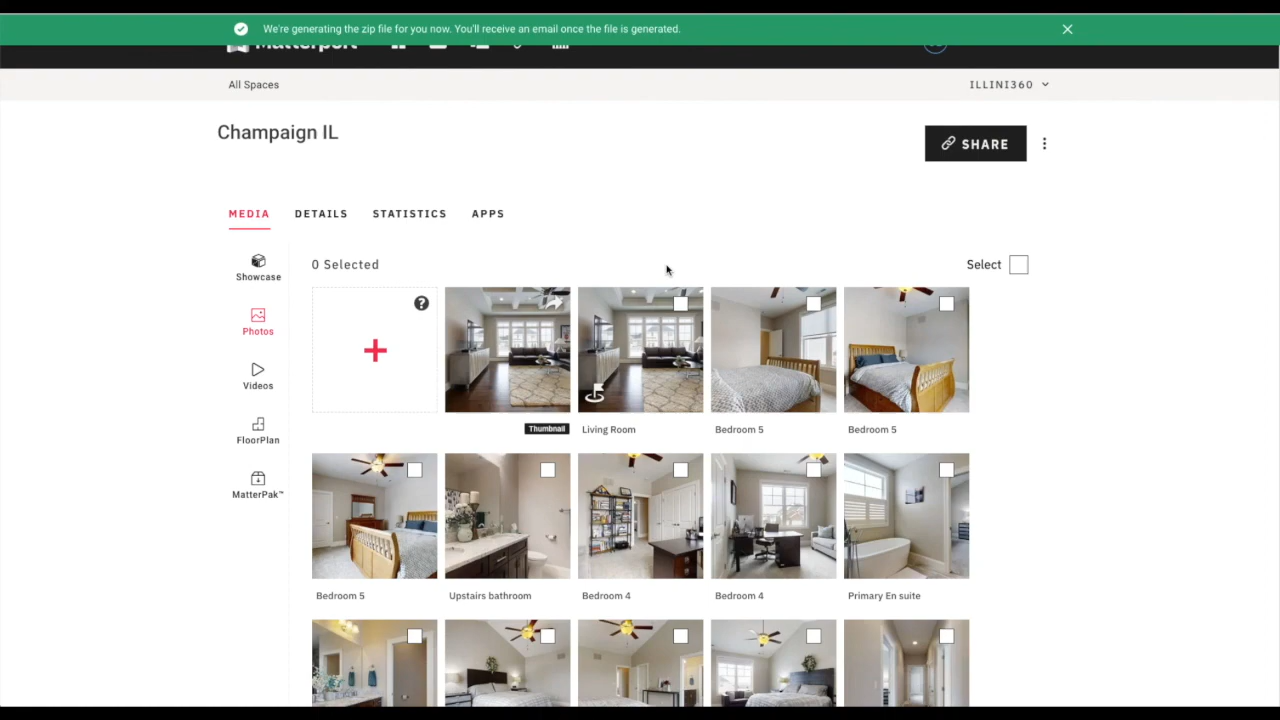 We're generating the zip file for you now. You'll receive an email once the file is generated.
Matterport
All Spaces
ILLINI360
Champaign IL
SHARE
MEDIA DETAILS STATISTICS APPS
Showcase
Photos
Videos
FloorPlan
MatterPak™
0 Selected
Select
?
Thumbnail
Living Room
Bedroom 5
Bedroom 5
Bedroom 5
Upstairs bathroom
Bedroom 4
Bedroom 4
Primary En suite